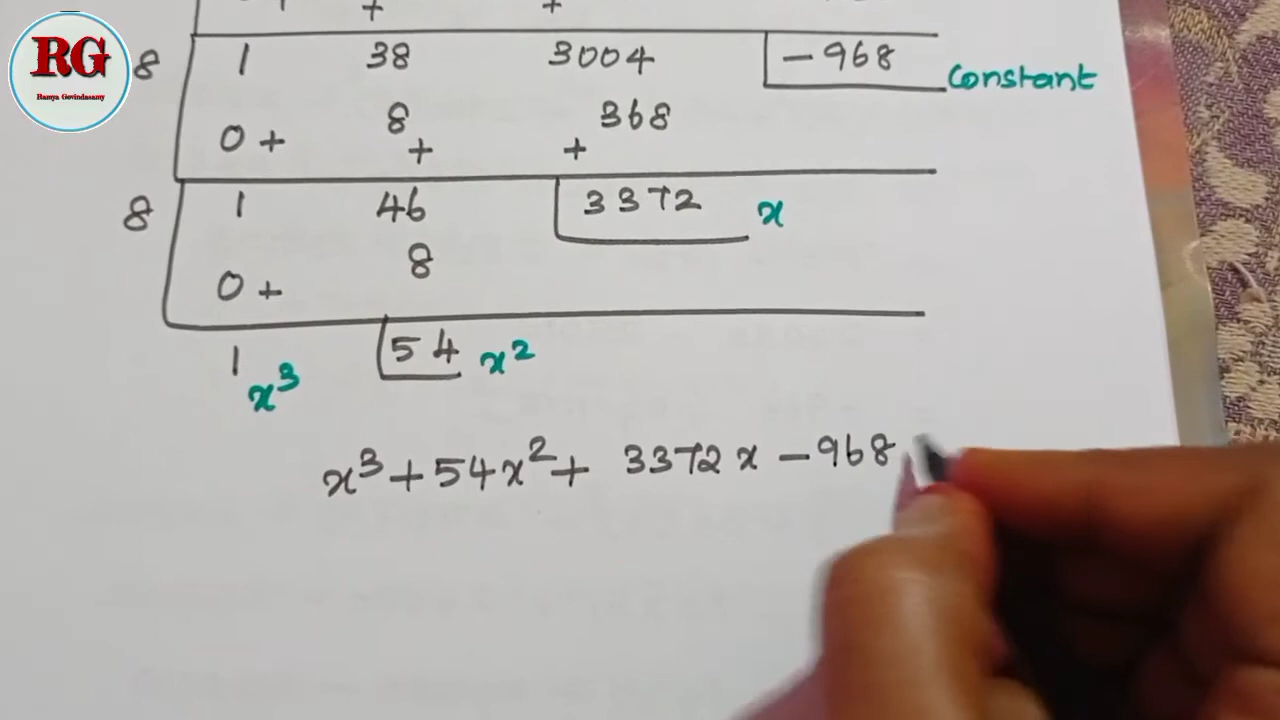 RG
Ramya Govindasamy
+ +
8 1 38 3004 -968 Constant
0+ 8+ +368
8 1 46 3372 x
0+ 8
1 x³ 54 x²
x³+54x²+ 3372x-968